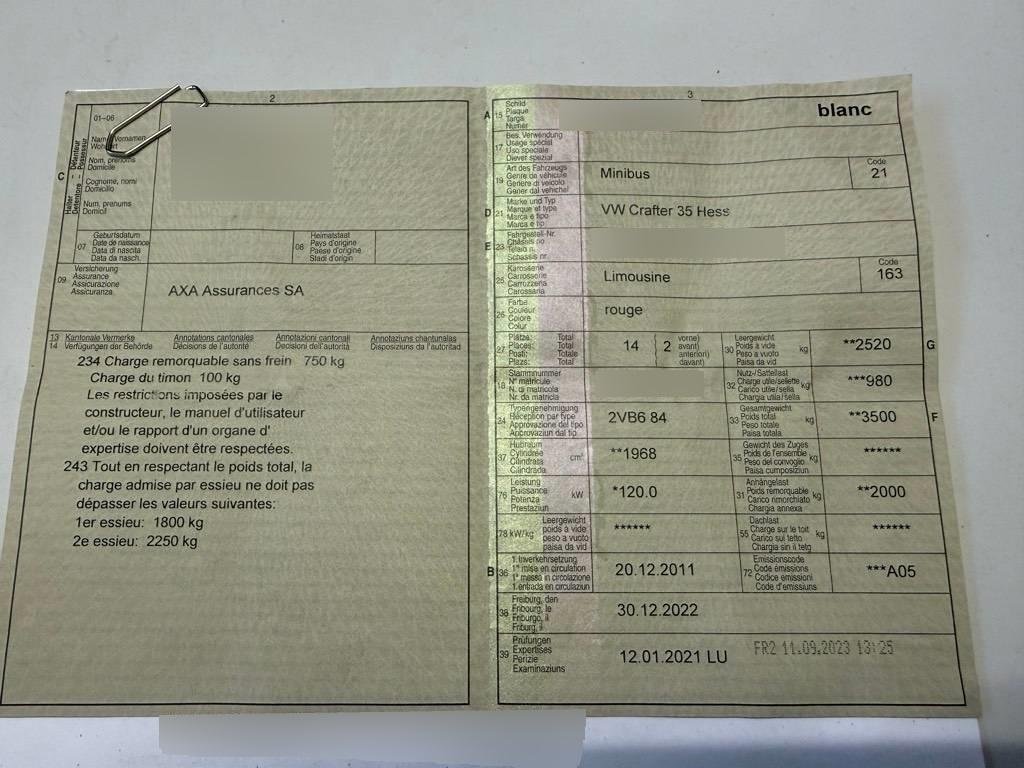 2
01–06
Name, Vornamen
Wohnort
Nom, prénoms
Domicile
Cognome, nomi
Domicilio
Num, prenums
Domicil
C
Halter - Détenteur
Detentore - Possessur
07
Geburtsdatum
Date de naissance
Data di nascita
Data da nasch.
08
Heimatstaat
Pays d'origine
Paese d'origine
Stadi d'origin
09
Versicherung
Assurance
Assicurazione
Assicuranza
AXA Assurances SA
13 Kantonale Vermerke Annotations cantonales Annotazioni cantonali Annotaziuns chantunalas
14 Verfügungen der Behörde Décisions de l'autorité Decisioni dell'autorità Disposiziuns da l'autoritad
234 Charge remorquable sans frein 750 kg
Charge du timon 100 kg
Les restrictions imposées par le
constructeur, le manuel d'utilisateur
et/ou le rapport d'un organe d'
expertise doivent être respectées.
243 Tout en respectant le poids total, la
charge admise par essieu ne doit pas
dépasser les valeurs suivantes:
1er essieu: 1800 kg
2e essieu: 2250 kg
3
A 15
Schild
Plaque
Targa
Numer
blanc
17
Bes. Verwendung
Usage spécial
Uso speciale
Diever spezial
19
Art des Fahrzeugs
Genre de véhicule
Genere di veicolo
Gener dal vehichel
Minibus
Code
21
D 21
Marke und Typ
Marque et type
Marca e tipo
Marca e tip
VW Crafter 35 Hess
E 23
Fahrgestell-Nr.
Châssis no
Telaio n.
Schassis nr.
25
Karosserie
Carrosserie
Carrozzeria
Carossaria
Limousine
Code
163
26
Farbe
Couleur
Colore
Colur
rouge
27
Plätze: Total
Places: Total
Posti: Totale
Plazs: Total
14
2
vorne)
avant)
anteriori)
davant)
30
Leergewicht
Poids à vide
Peso a vuoto
Paisa da vid
kg
**2520
G
18
Stammnummer
N° matricule
N. di matricola
Nr. da matricla
32
Nutz-/Sattellast
Charge utile/sellette
Carico utile/sella
Chargia utila/sella
kg
***980
24
Typengenehmigung
Réception par type
Approvazione del tipo
Approvaziun dal tip
2VB6 84
33
Gesamtgewicht
Poids total
Peso totale
Paisa totala
kg
**3500
F
37
Hubraum
Cylindrée
Cilindrata
Cilindrada
cm³
**1968
35
Gewicht des Zuges
Poids de l'ensemble
Peso del convoglio
Paisa cumposiziun
kg
******
76
Leistung
Puissance
Potenza
Prestaziun
kW
*120.0
31
Anhängelast
Poids remorquable
Carico rimorchiato
Chargia annexa
kg
**2000
78 kW/kg
Leergewicht
poids à vide
peso a vuoto
paisa da vid
******
55
Dachlast
Charge sur le toit
Carico sul tetto
Chargia sin il tetg
kg
******
B 36
1. Inverkehrsetzung
1re mise en circulation
1a messa in circolazione
1. entrada en circulaziun
20.12.2011
72
Emissionscode
Code émissions
Codice emissioni
Code d'emissiuns
***A05
38
Freiburg, den
Fribourg, le
Friburgo, il
Friburg, il
30.12.2022
39
Prüfungen
Expertises
Perizie
Examinaziuns
12.01.2021 LU
FR2 11.09.2023 13:25